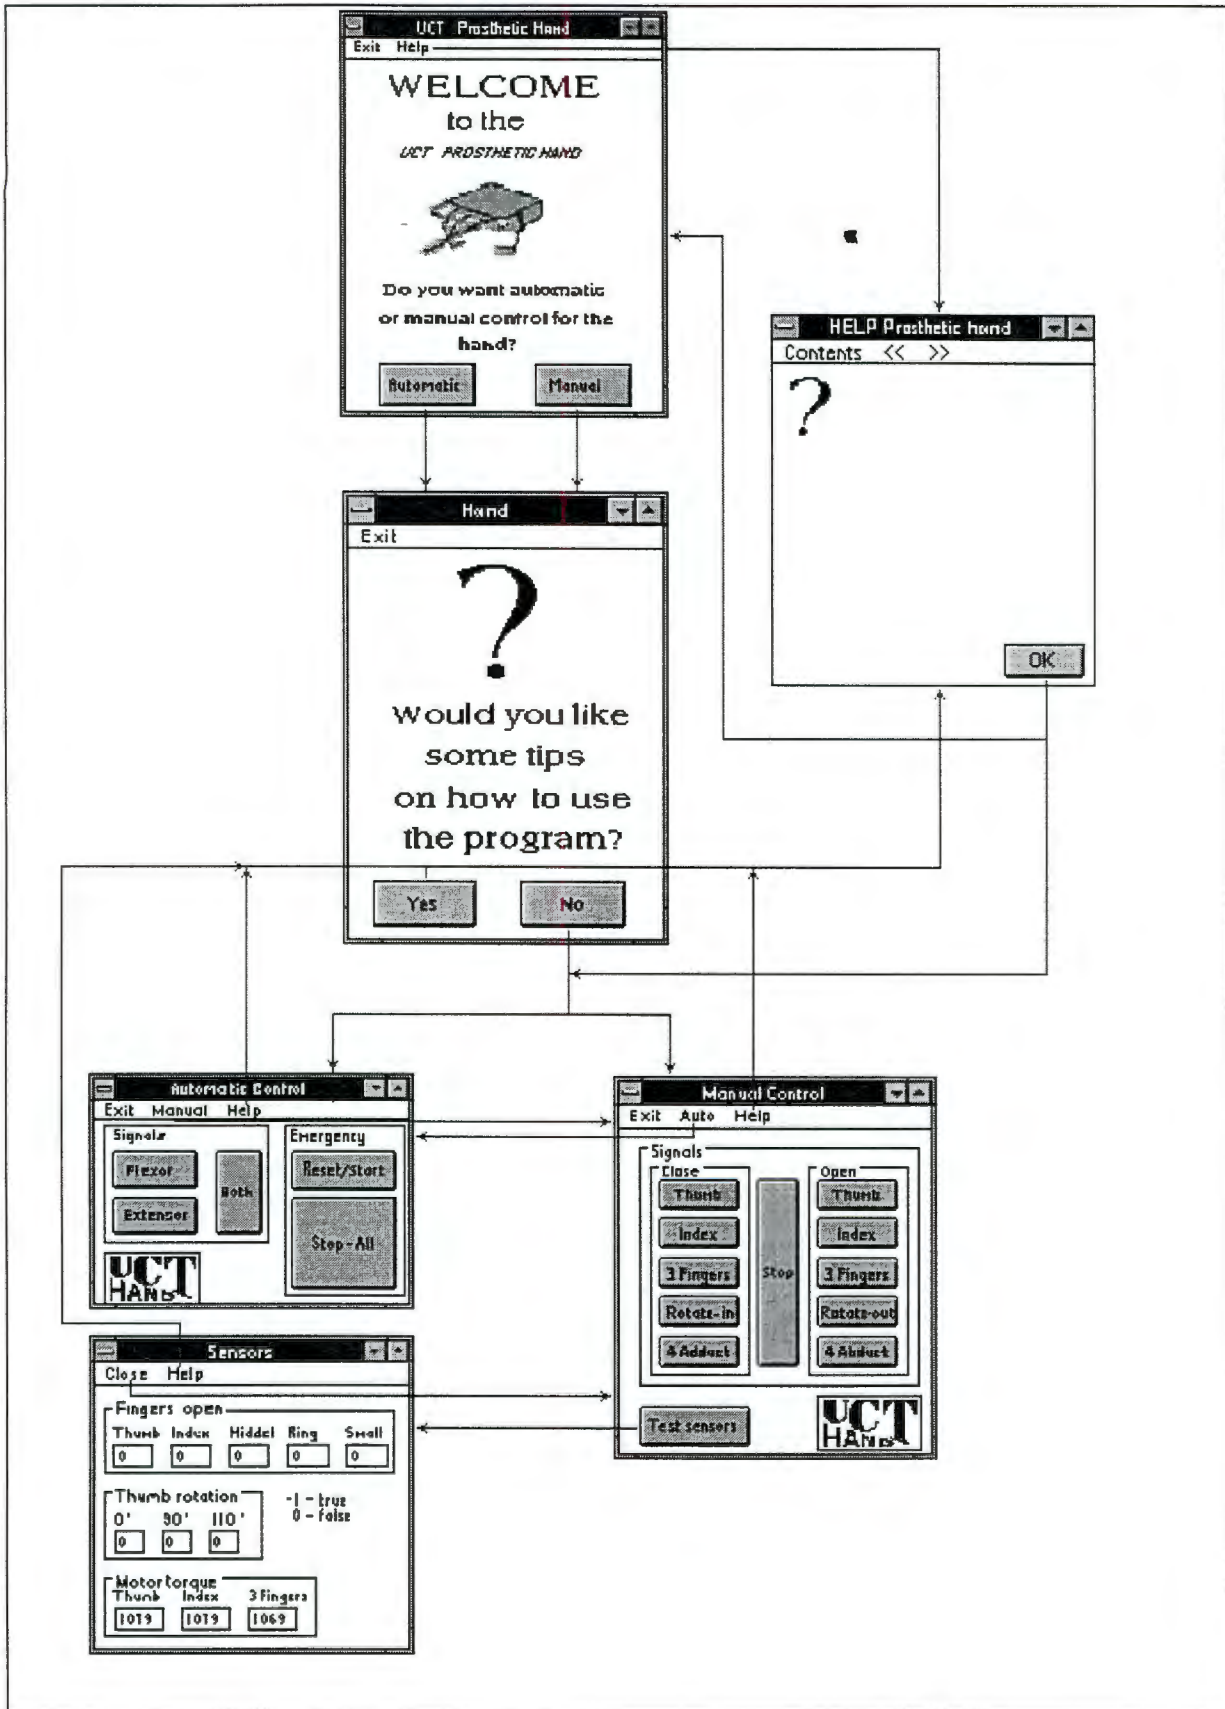 UCT Prosthetic Hand
Exit Help
WELCOME
to the
UCT PROSTHETIC HAND
Do you want automatic
or manual control for the
hand?
Automatic Manual
HELP Prosthetic hand
Contents << >>
?
OK
Hand
Exit
?
Would you like
some tips
on how to use
the program?
Yes No
Automatic Control
Exit Manual Help
Signals Emergency
Flexor Both Reset/Start
Extensor Stop-All
UCT
HAND
Manual Control
Exit Auto Help
Signals
Close Open
Thumb Thumb
Index Index
3 Fingers Stop 3 Fingers
Rotate-in Rotate-out
4 Adduct 4 Abduct
Test sensors
UCT
HAND
Sensors
Close Help
Fingers open
Thumb Index Middel Ring Small
0 0 0 0 0
Thumb rotation
-1 - true
0 - false
0' 90' 110'
0 0 0
Motor torque
Thumb Index 3 Fingers
1079 1079 1069